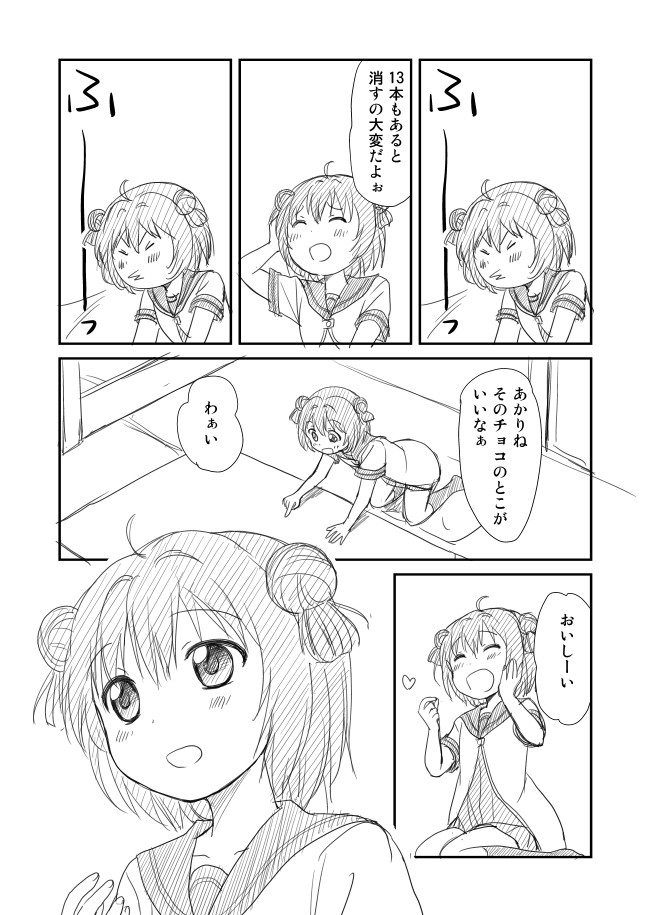 ふーっ
13本もあると
消すの大変だよぉ
ふーっ
あかりね
そのチョコのとこが
いいなぁ
わぁい
おいしーい